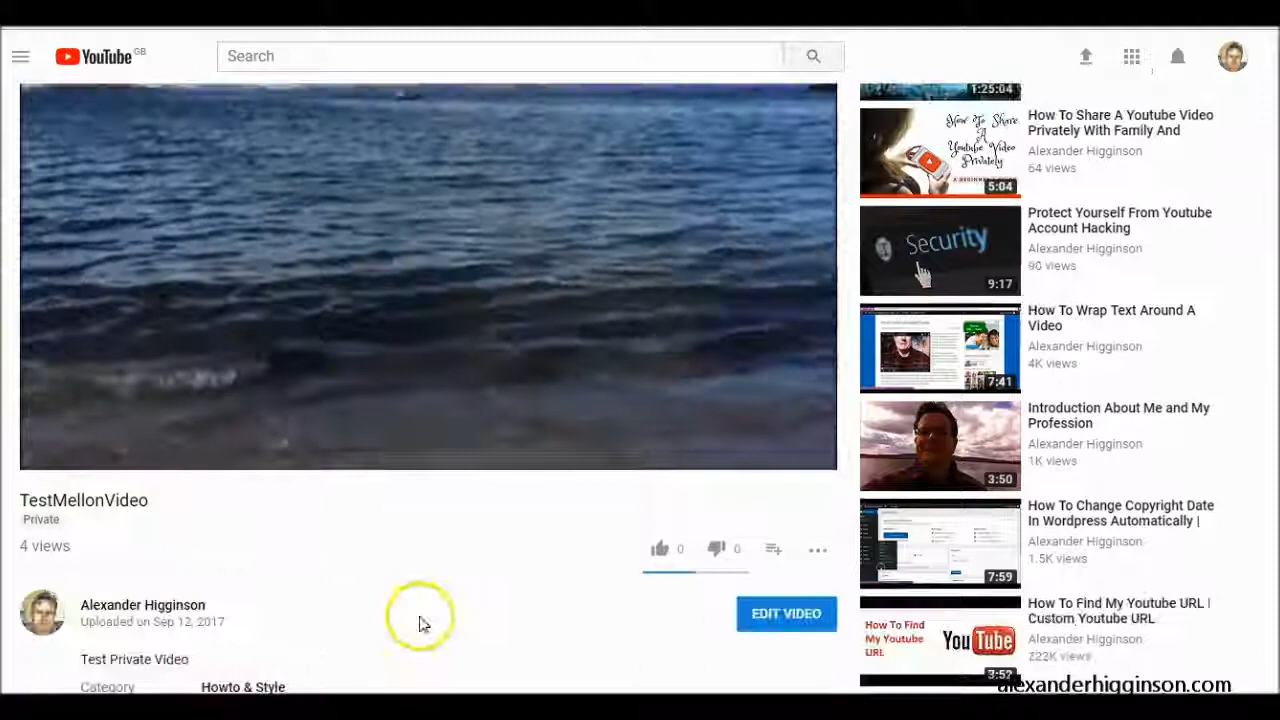 YouTube GB
Search
1:25:04
How To Share
A
Youtube Video
Privately
5:04
How To Share A Youtube Video
Privately With Family And
Alexander Higginson
64 views
Security
9:17
Protect Yourself From Youtube
Account Hacking
Alexander Higginson
90 views
7:41
How To Wrap Text Around A
Video
Alexander Higginson
4K views
3:50
Introduction About Me and My
Profession
Alexander Higginson
1K views
7:59
How To Change Copyright Date
In Wordpress Automatically |
Alexander Higginson
1.5K views
How To Find
My Youtube
URL
YouTube
3:52
How To Find My Youtube URL |
Custom Youtube URL
Alexander Higginson
222K views
TestMellonVideo
Private
4 views
0
0
Alexander Higginson
Uploaded on Sep 12, 2017
EDIT VIDEO
Test Private Video
Category Howto & Style
alexanderhigginson.com